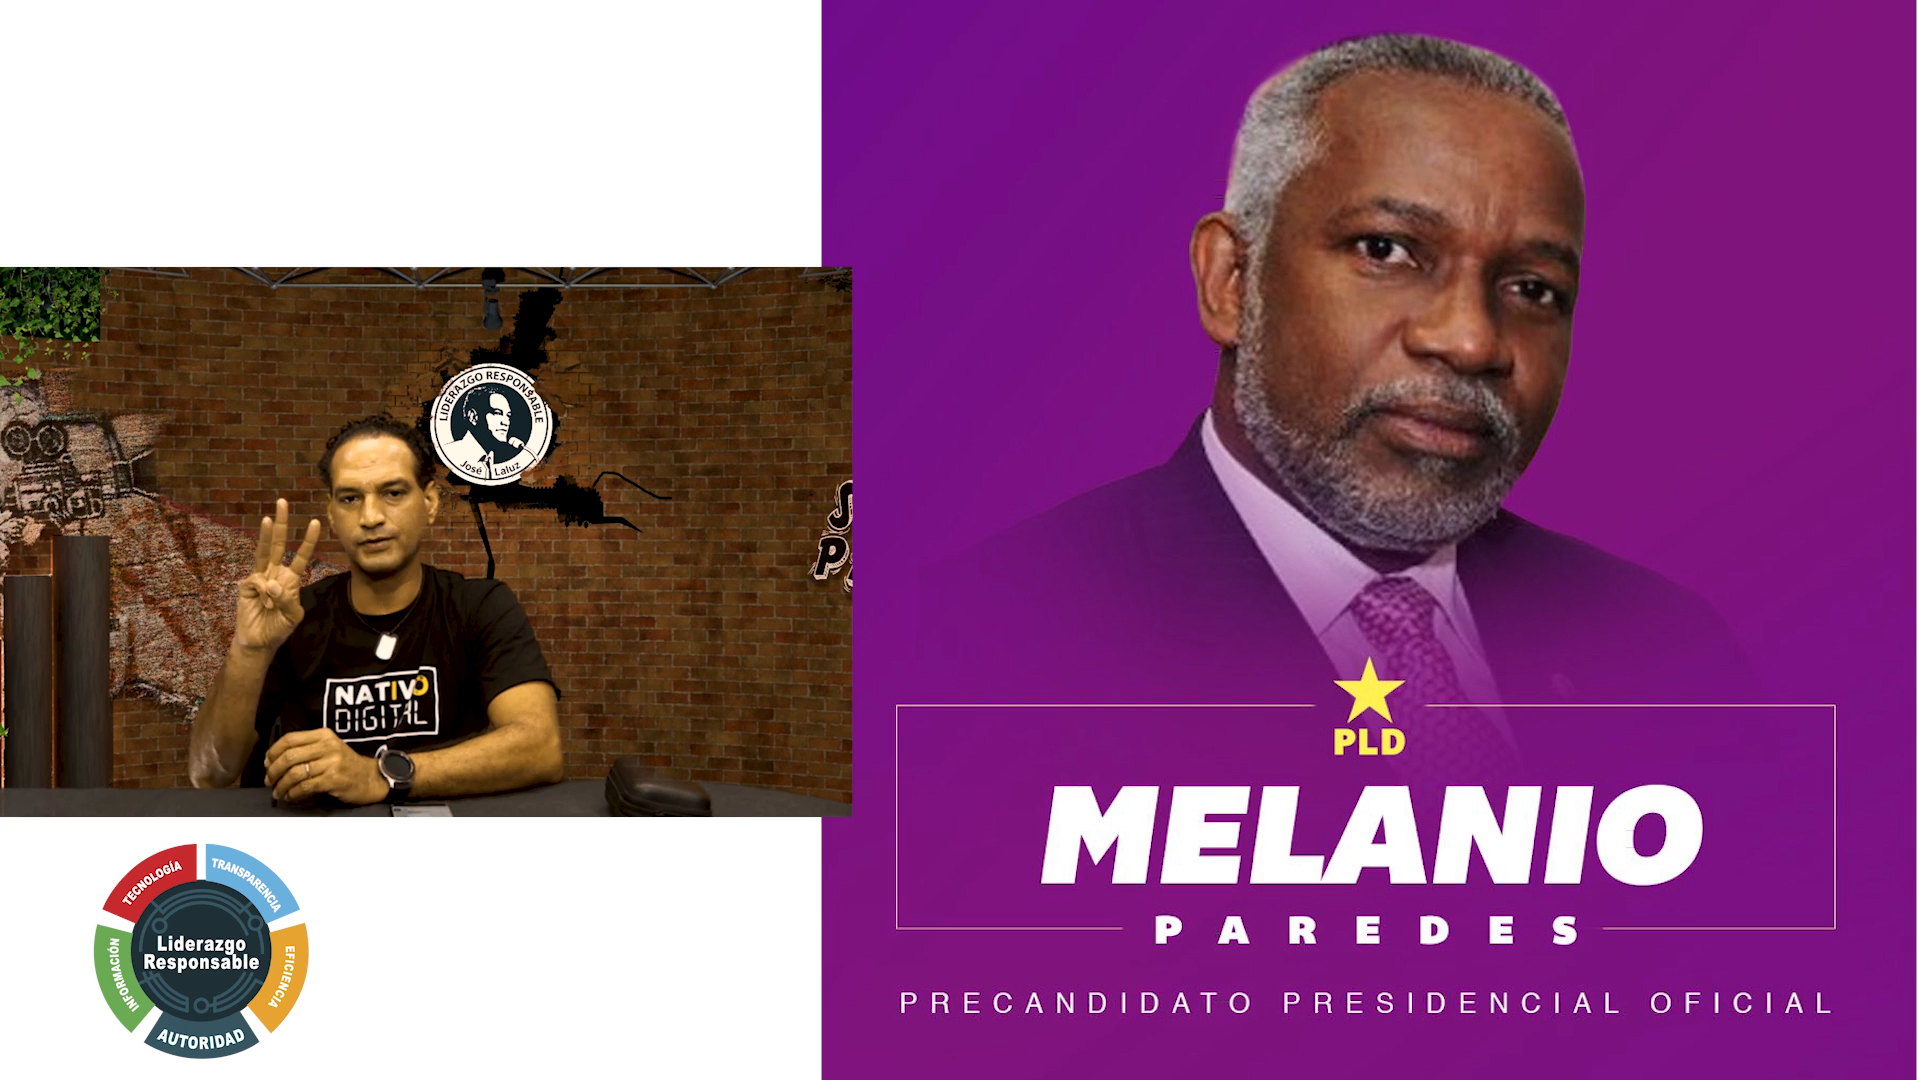 LIDERAZGO RESPONSABLE
José Laluz
NATIVO
DIGITAL
TECNOLOGÍA
TRANSPARENCIA
EFICIENCIA
AUTORIDAD
INFORMACIÓN
Liderazgo
Responsable
PLD
MELANIO
PAREDES
PRECANDIDATO PRESIDENCIAL OFICIAL